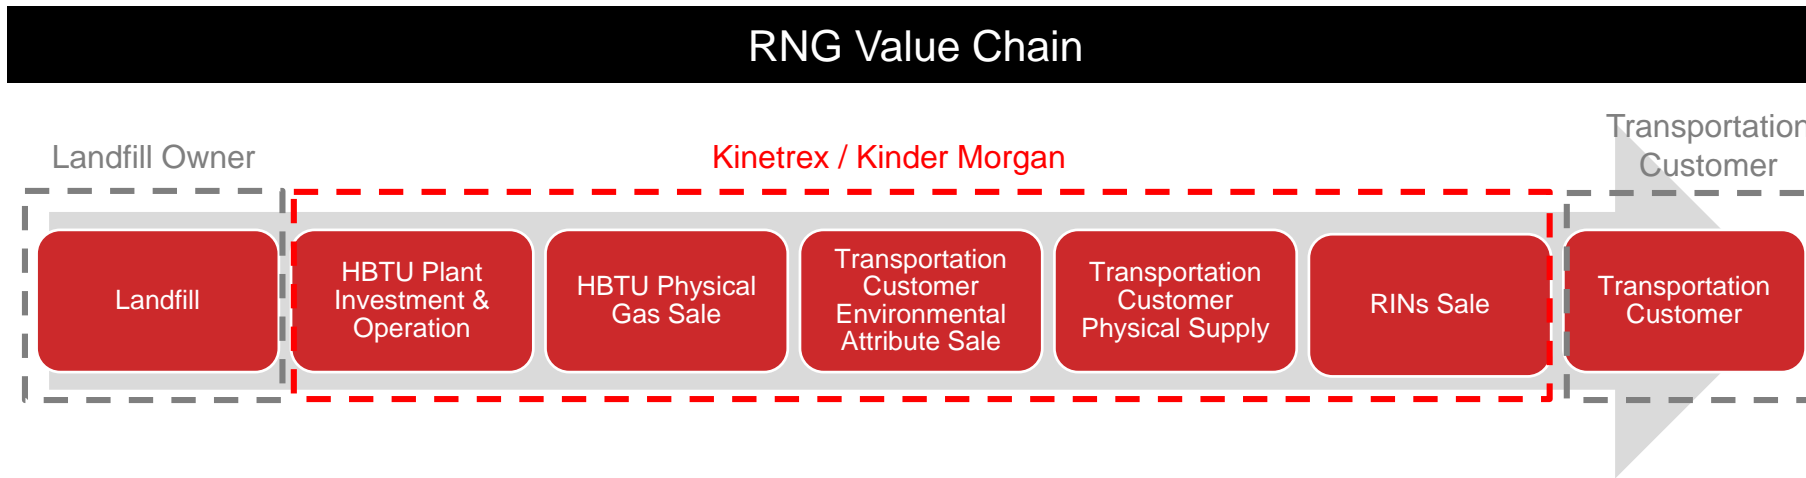 RNG Value Chain
Landfill Owner
Kinetrex / Kinder Morgan
Transportation
Customer
Landfill
HBTU Plant
Investment &
Operation
HBTU Physical
Gas Sale
Transportation
Customer
Environmental
Attribute Sale
Transportation
Customer
Physical Supply
RINs Sale
Transportation
Customer